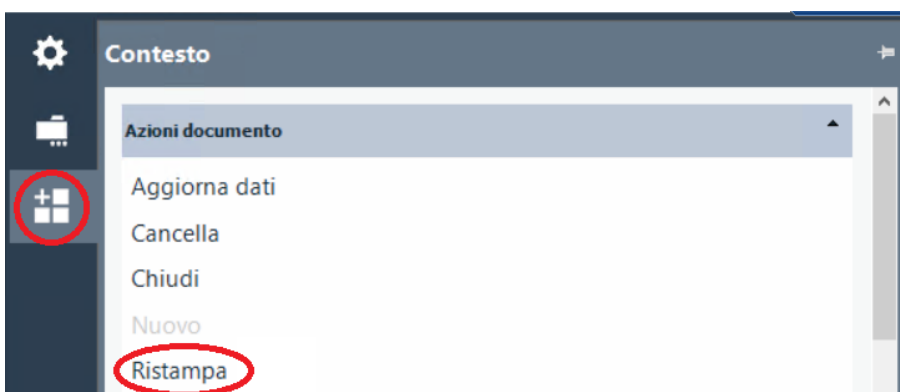 Contesto
Azioni documento
Aggiorna dati
Cancella
Chiudi
Nuovo
Ristampa